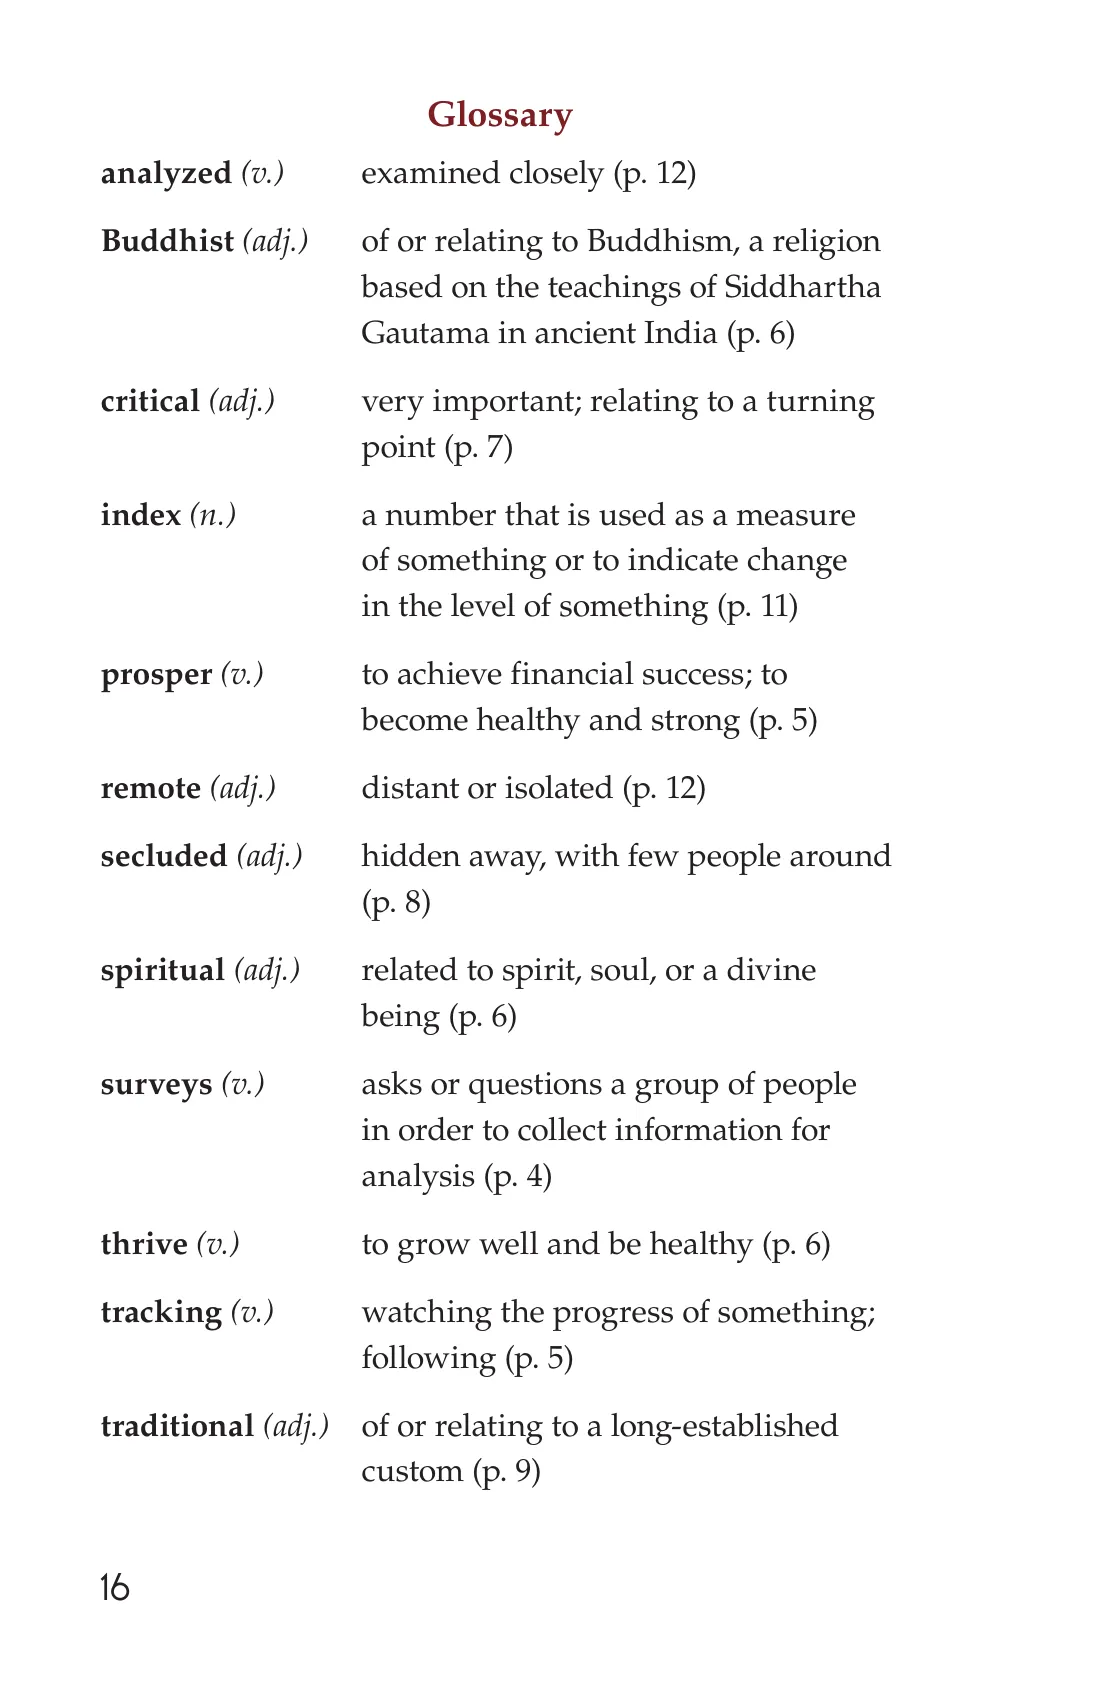 Glossary
analyzed (v.) examined closely (p. 12)
Buddhist (adj.) of or relating to Buddhism, a religion
based on the teachings of Siddhartha
Gautama in ancient India (p. 6)
critical (adj.) very important; relating to a turning
point (p. 7)
index (n.) a number that is used as a measure
of something or to indicate change
in the level of something (p. 11)
prosper (v.) to achieve financial success; to
become healthy and strong (p. 5)
remote (adj.) distant or isolated (p. 12)
secluded (adj.) hidden away, with few people around
(p. 8)
spiritual (adj.) related to spirit, soul, or a divine
being (p. 6)
surveys (v.) asks or questions a group of people
in order to collect information for
analysis (p. 4)
thrive (v.) to grow well and be healthy (p. 6)
tracking (v.) watching the progress of something;
following (p. 5)
traditional (adj.) of or relating to a long-established
custom (p. 9)
16